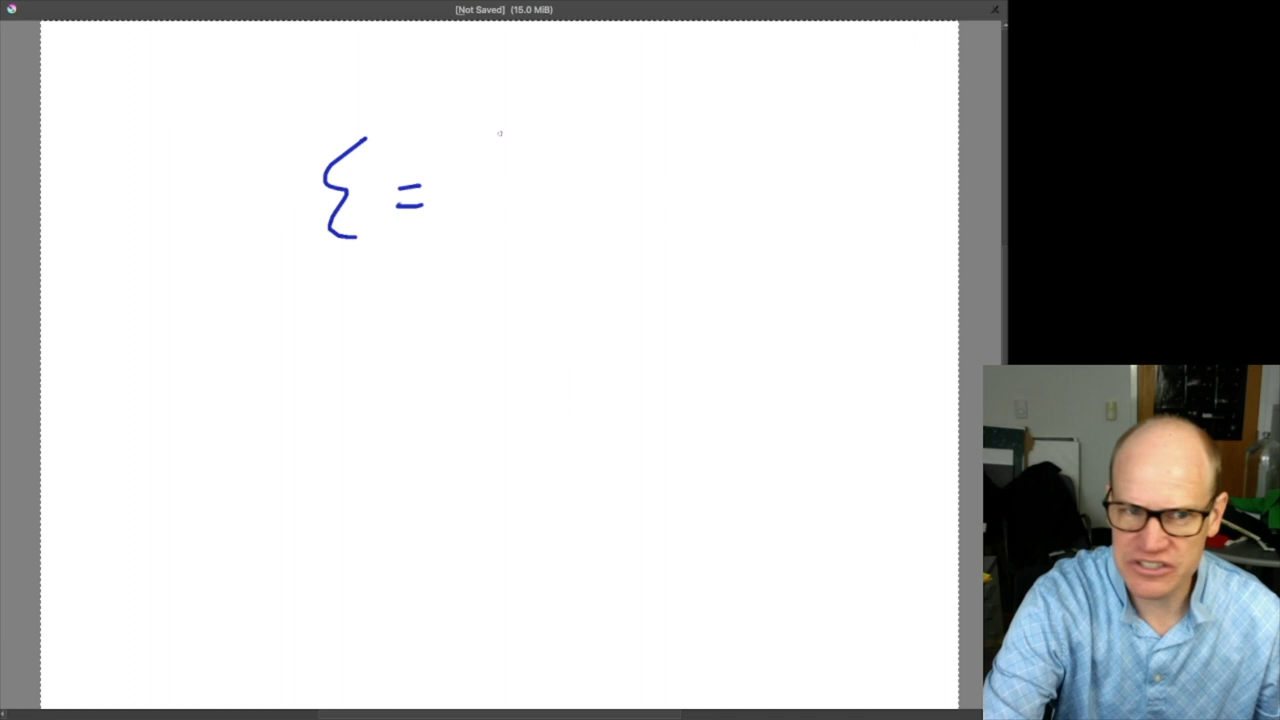 [Not Saved] (15.0 MiB)
{ =